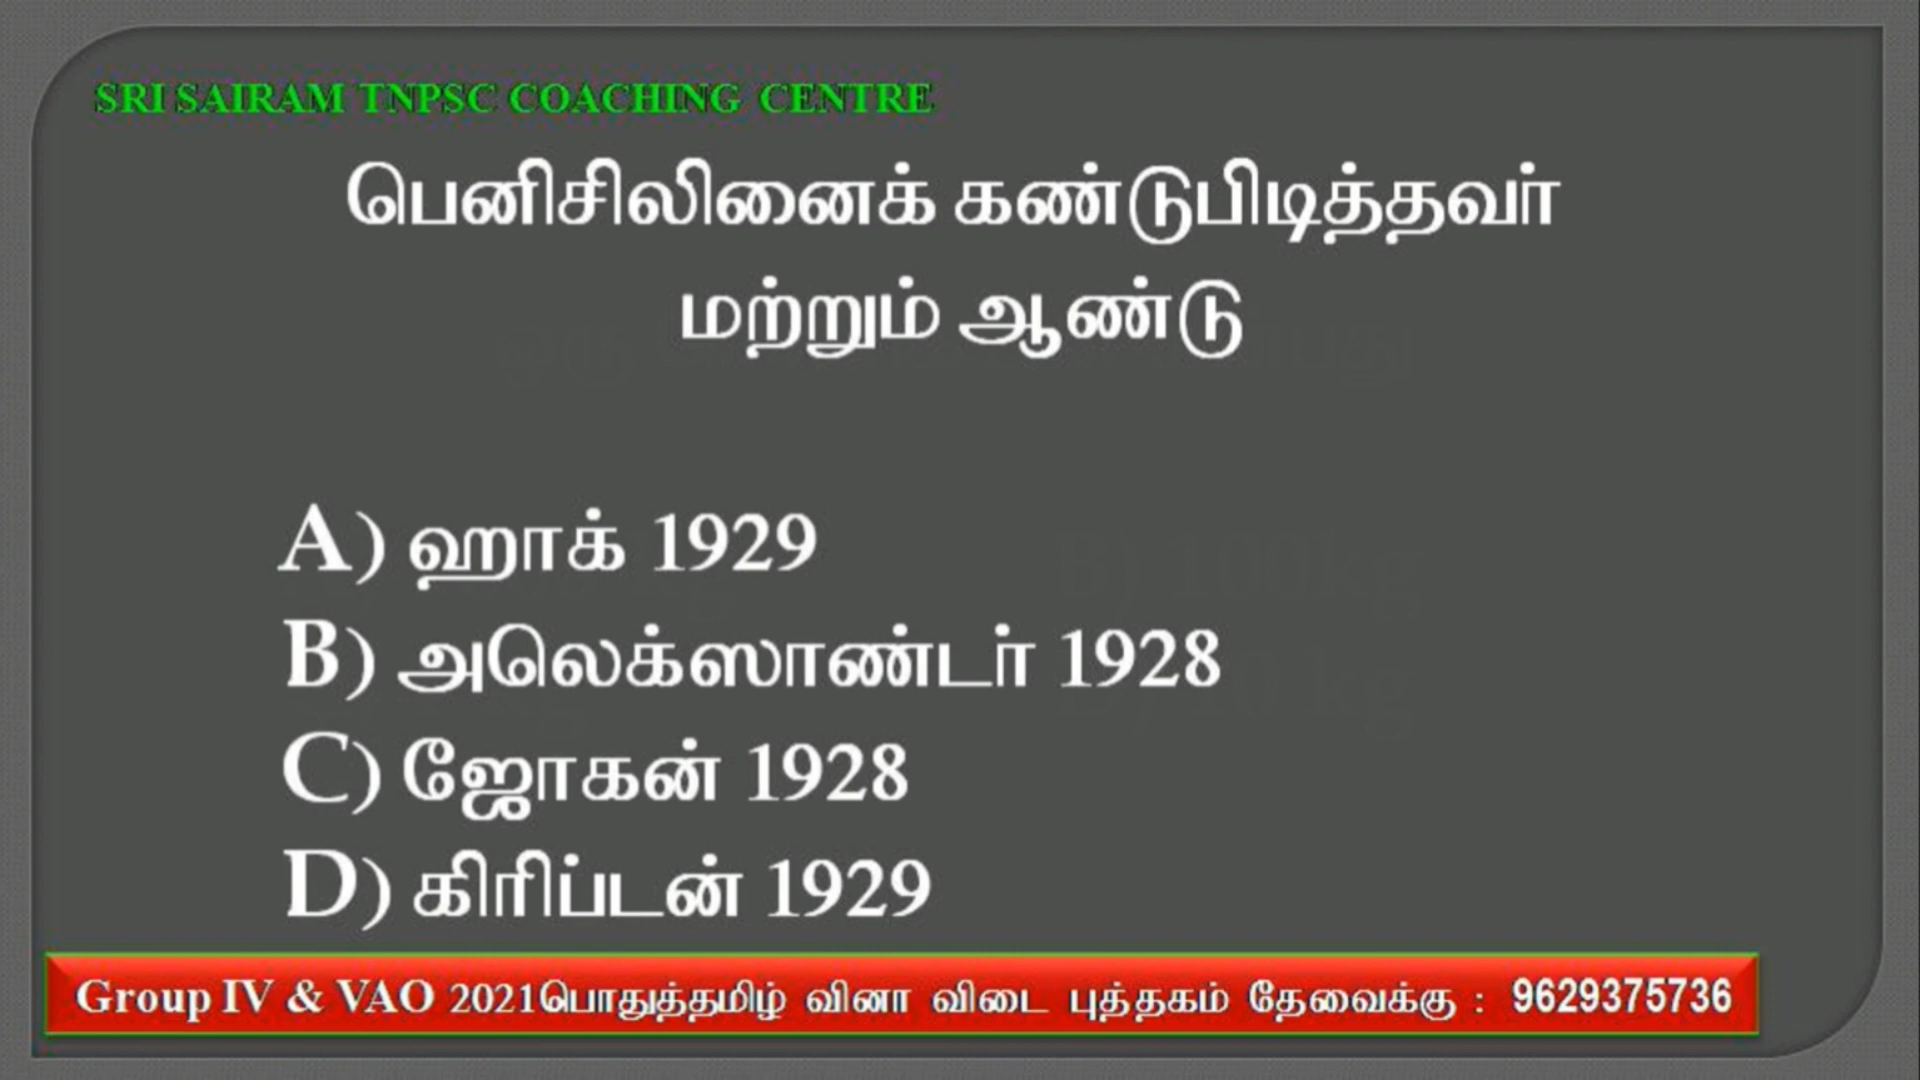 SRI SAIRAM TNPSC COACHING CENTRE
பெனிசிலினைக் கண்டுபிடித்தவர்
மற்றும் ஆண்டு
A) ஹாக் 1929
B) அலெக்ஸாண்டர் 1928
C) ஜோகன் 1928
D) கிரிப்டன் 1929
Group IV & VAO 2021பொதுத்தமிழ் வினா விடை புத்தகம் தேவைக்கு : 9629375736